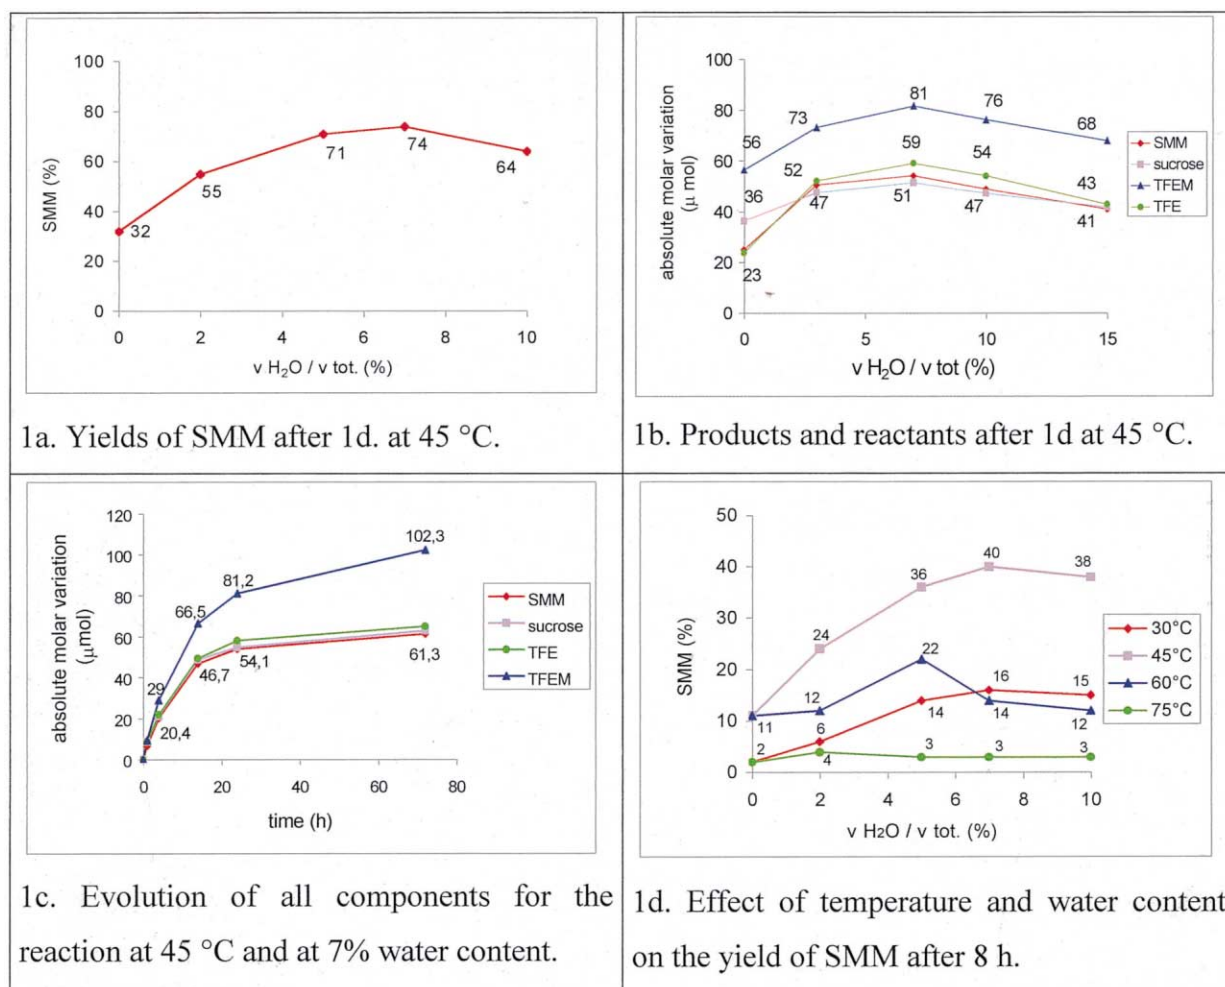 100
80
60
40
20
0
SMM (%)
32
55
71
74
64
0 2 4 6 8 10
v H₂O / v tot. (%)
1a. Yields of SMM after 1d. at 45 °C.
100
80
60
40
20
0
absolute molar variation
(μ mol)
56
73
81
76
68
36
52
59
54
43
47
51
47
41
23
0 5 10 15
v H₂O / v tot (%)
SMM
sucrose
TFEM
TFE
1b. Products and reactants after 1d at 45 °C.
120
100
80
60
40
20
0
absolute molar variation
(μmol)
102,3
81,2
66,5
29
20,4
46,7
54,1
61,3
0 20 40 60 80
time (h)
SMM
sucrose
TFE
TFEM
1c. Evolution of all components for the
reaction at 45 °C and at 7% water content.
50
40
30
20
10
0
SMM (%)
24
36
40
38
11
12
22
14
12
2
6
14
16
15
4
3
3
3
0 2 4 6 8 10
v H2O / v tot. (%)
30°C
45°C
60°C
75°C
1d. Effect of temperature and water content
on the yield of SMM after 8 h.